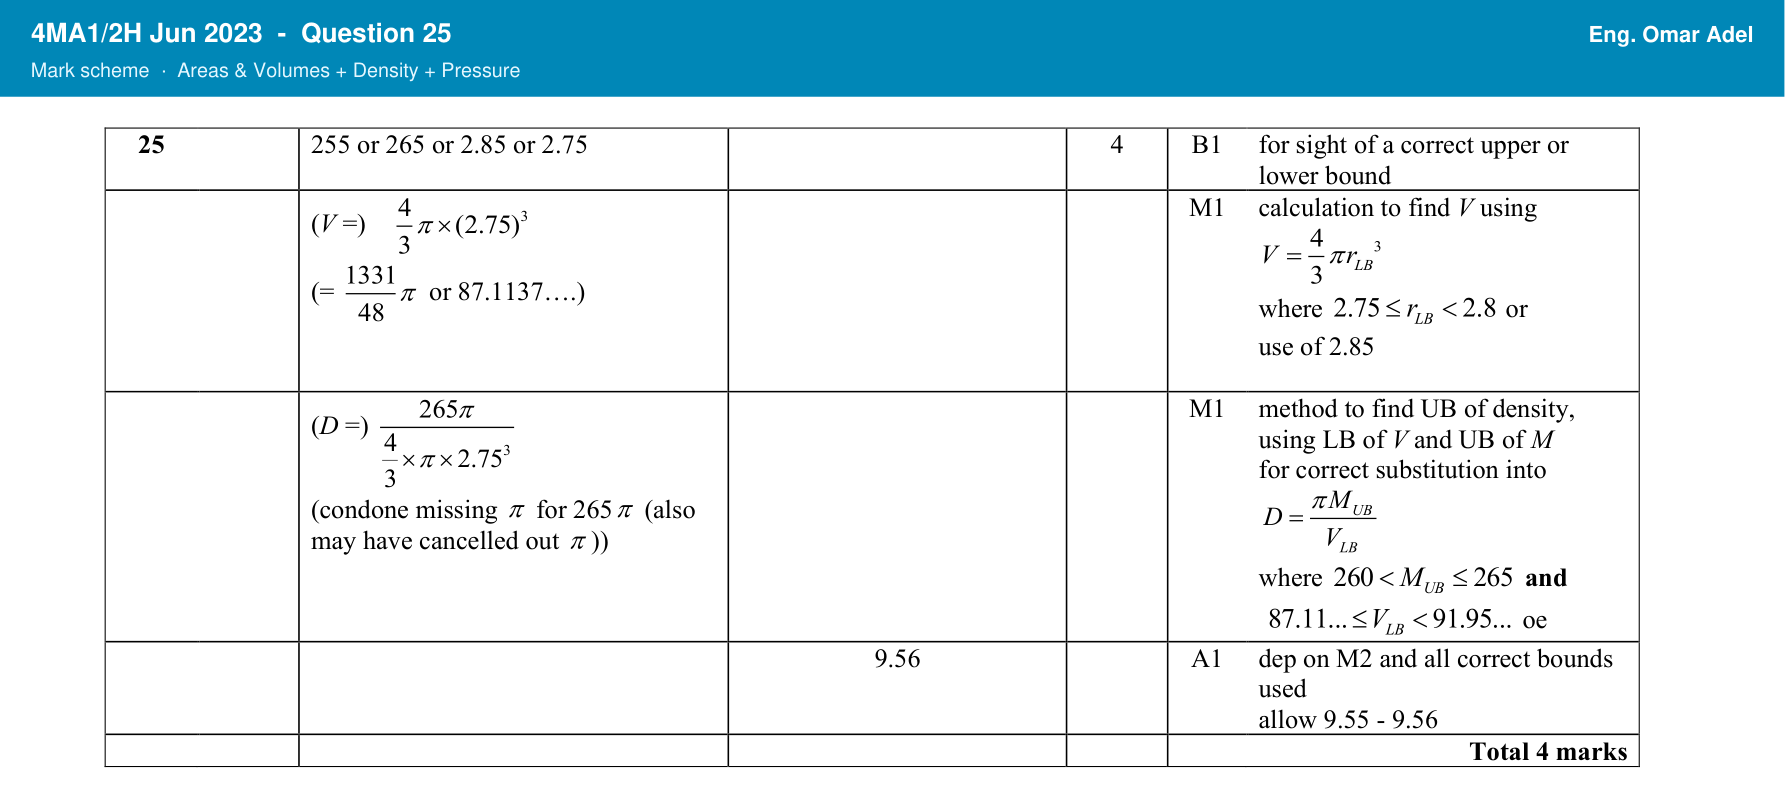 4MA1/2H Jun 2023 - Question 25
Eng. Omar Adel
Mark scheme · Areas & Volumes + Density + Pressure
25
255 or 265 or 2.85 or 2.75
4
B1
for sight of a correct upper or
lower bound
(V =) 4/3 π × (2.75)³
(= 1331/48 π or 87.1137….)
M1
calculation to find V using
V = 4/3 πr_LB³
where 2.75 ≤ r_LB < 2.8 or
use of 2.85
(D =) 265π / (4/3 × π × 2.75³)
(condone missing π for 265 π (also
may have cancelled out π ))
M1
method to find UB of density,
using LB of V and UB of M
for correct substitution into
D = πM_UB / V_LB
where 260 < M_UB ≤ 265 and
87.11... ≤ V_LB < 91.95... oe
9.56
A1
dep on M2 and all correct bounds
used
allow 9.55 - 9.56
Total 4 marks